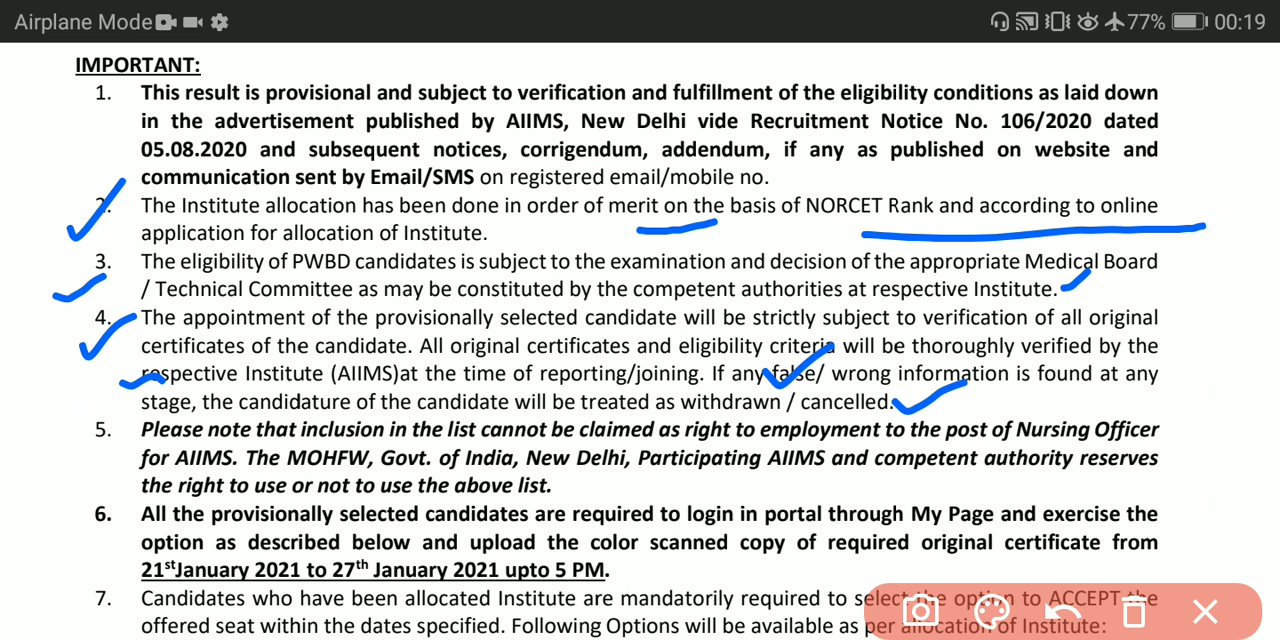 Airplane Mode 77% 00:19
IMPORTANT:
1. This result is provisional and subject to verification and fulfillment of the eligibility conditions as laid down
in the advertisement published by AIIMS, New Delhi vide Recruitment Notice No. 106/2020 dated
05.08.2020 and subsequent notices, corrigendum, addendum, if any as published on website and
communication sent by Email/SMS on registered email/mobile no.
2. The Institute allocation has been done in order of merit on the basis of NORCET Rank and according to online
application for allocation of Institute.
3. The eligibility of PWBD candidates is subject to the examination and decision of the appropriate Medical Board
/ Technical Committee as may be constituted by the competent authorities at respective Institute.
4. The appointment of the provisionally selected candidate will be strictly subject to verification of all original
certificates of the candidate. All original certificates and eligibility criteria will be thoroughly verified by the
respective Institute (AIIMS)at the time of reporting/joining. If any false/ wrong information is found at any
stage, the candidature of the candidate will be treated as withdrawn / cancelled.
5. Please note that inclusion in the list cannot be claimed as right to employment to the post of Nursing Officer
for AIIMS. The MOHFW, Govt. of India, New Delhi, Participating AIIMS and competent authority reserves
the right to use or not to use the above list.
6. All the provisionally selected candidates are required to login in portal through My Page and exercise the
option as described below and upload the color scanned copy of required original certificate from
21stJanuary 2021 to 27th January 2021 upto 5 PM.
7. Candidates who have been allocated Institute are mandatorily required to select the option to ACCEPT the
offered seat within the dates specified. Following Options will be available as per allocation of Institute: